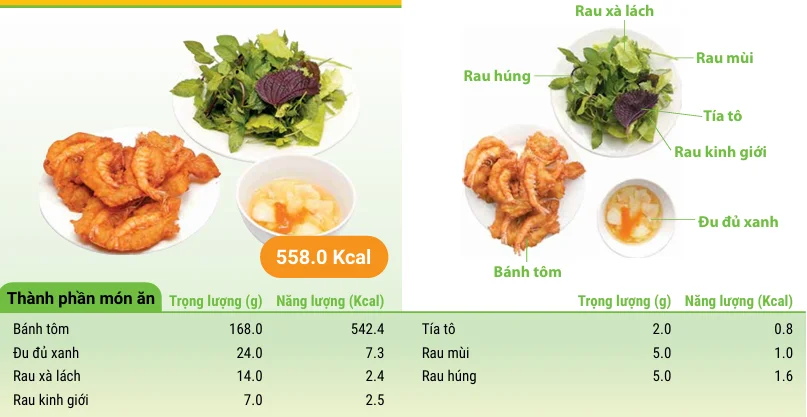 Rau xà lách
Rau mùi
Rau húng
Tía tô
Rau kinh giới
Đu đủ xanh
Bánh tôm
558.0 Kcal
Thành phần món ăn Trọng lượng (g) Năng lượng (Kcal) Trọng lượng (g) Năng lượng (Kcal)
Bánh tôm 168.0 542.4 Tía tô 2.0 0.8
Đu đủ xanh 24.0 7.3 Rau mùi 5.0 1.0
Rau xà lách 14.0 2.4 Rau húng 5.0 1.6
Rau kinh giới 7.0 2.5